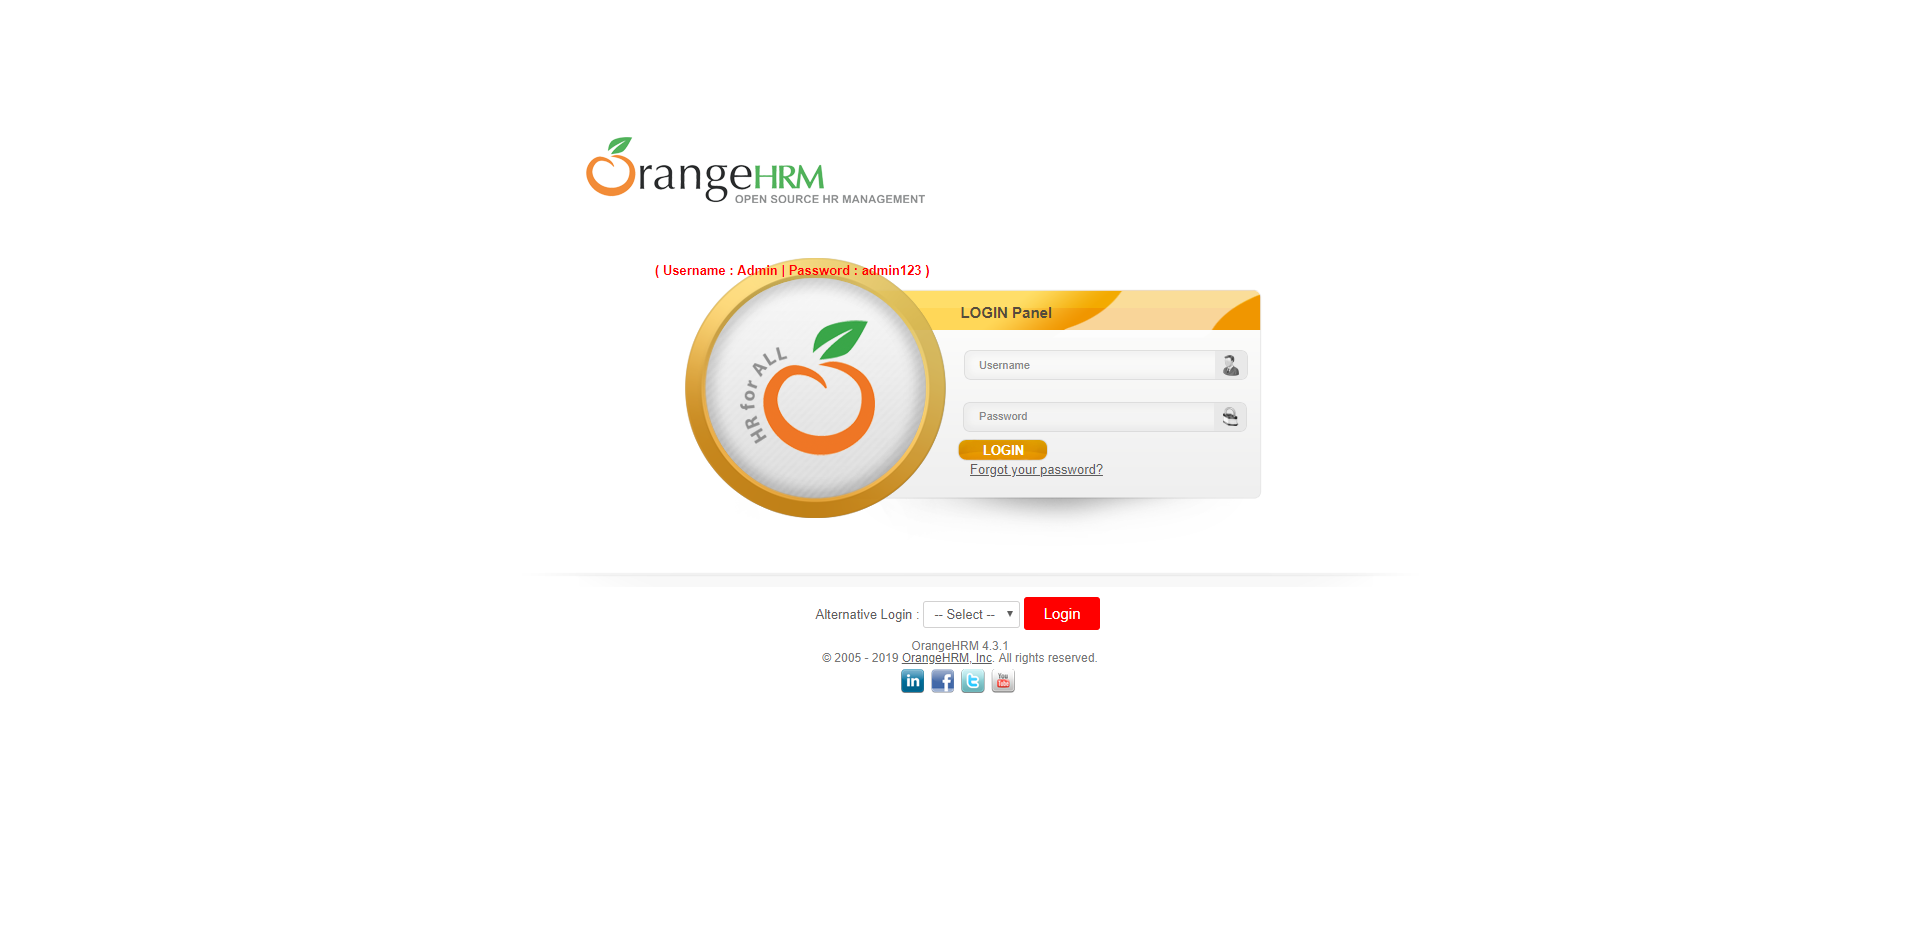 OrangeHRM
OPEN SOURCE HR MANAGEMENT
( Username : Admin | Password : admin123 )
LOGIN Panel
HR for ALL
Username
Password
LOGIN
Forgot your password?
Alternative Login : -- Select -- Login
OrangeHRM 4.3.1
© 2005 - 2019 OrangeHRM, Inc. All rights reserved.
in f t You Tube